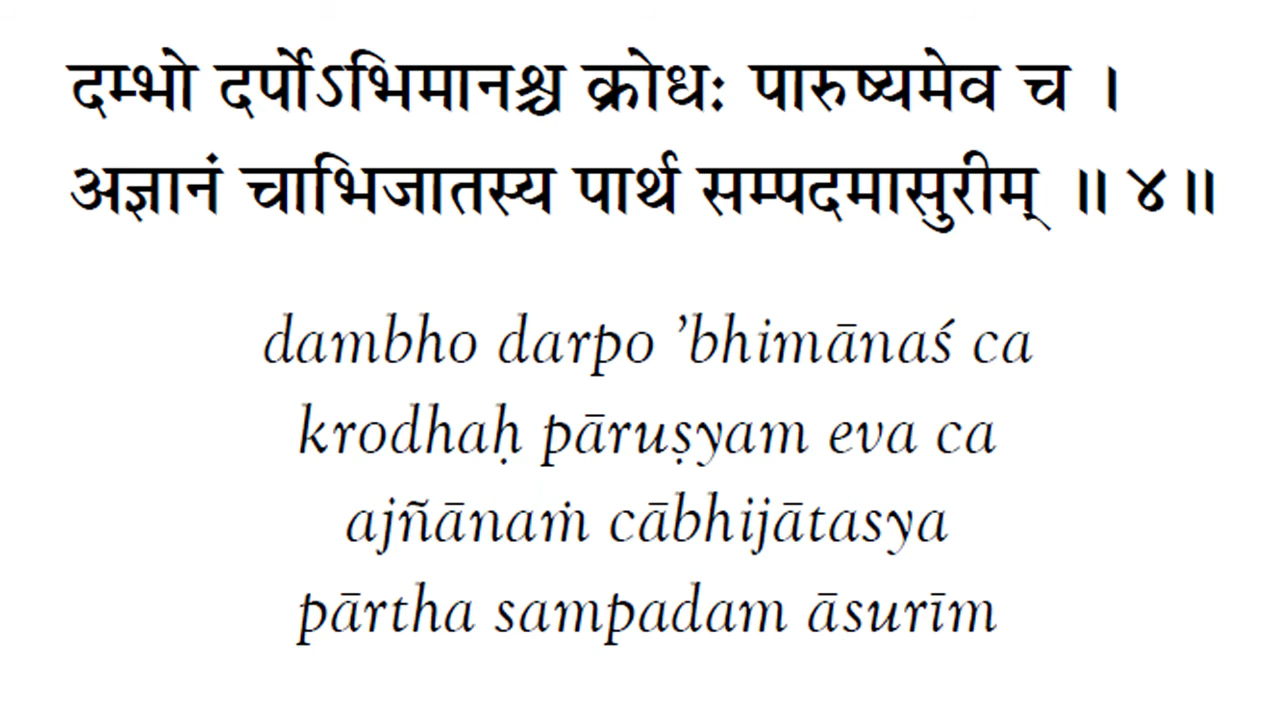 दम्भो दर्पोऽभिमानश्च क्रोधः पारुष्यमेव च ।
अज्ञानं चाभिजातस्य पार्थ सम्पदमासुरीम् ॥ ४॥
dambho darpo ’bhimānaś ca
krodhaḥ pāruṣyam eva ca
ajñānaṁ cābhijātasya
pārtha sampadam āsurīm